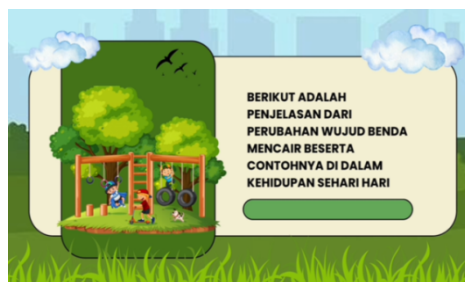 BERIKUT ADALAH
PENJELASAN DARI
PERUBAHAN WUJUD BENDA
MENCAIR BESERTA
CONTOHNYA DI DALAM
KEHIDUPAN SEHARI HARI